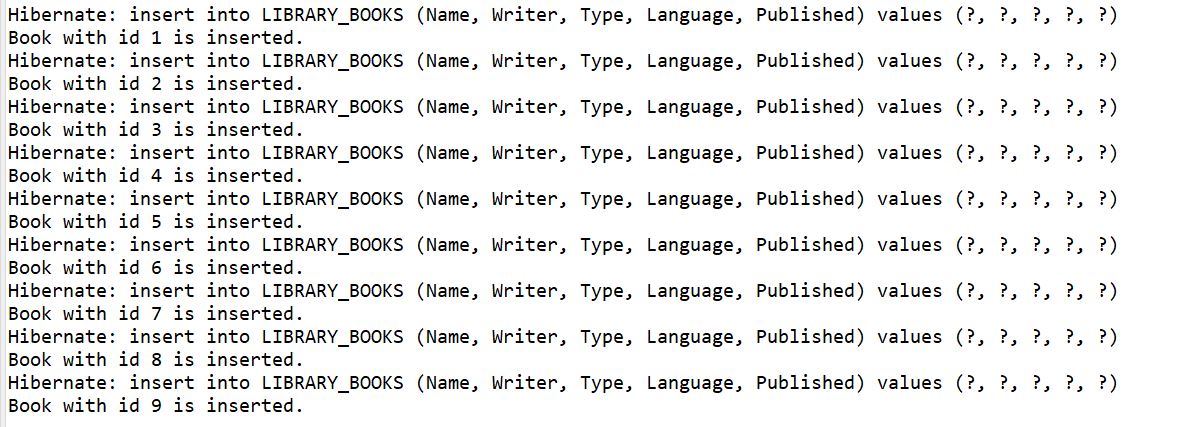 Hibernate: insert into LIBRARY_BOOKS (Name, Writer, Type, Language, Published) values (?, ?, ?, ?, ?)
Book with id 1 is inserted.
Hibernate: insert into LIBRARY_BOOKS (Name, Writer, Type, Language, Published) values (?, ?, ?, ?, ?)
Book with id 2 is inserted.
Hibernate: insert into LIBRARY_BOOKS (Name, Writer, Type, Language, Published) values (?, ?, ?, ?, ?)
Book with id 3 is inserted.
Hibernate: insert into LIBRARY_BOOKS (Name, Writer, Type, Language, Published) values (?, ?, ?, ?, ?)
Book with id 4 is inserted.
Hibernate: insert into LIBRARY_BOOKS (Name, Writer, Type, Language, Published) values (?, ?, ?, ?, ?)
Book with id 5 is inserted.
Hibernate: insert into LIBRARY_BOOKS (Name, Writer, Type, Language, Published) values (?, ?, ?, ?, ?)
Book with id 6 is inserted.
Hibernate: insert into LIBRARY_BOOKS (Name, Writer, Type, Language, Published) values (?, ?, ?, ?, ?)
Book with id 7 is inserted.
Hibernate: insert into LIBRARY_BOOKS (Name, Writer, Type, Language, Published) values (?, ?, ?, ?, ?)
Book with id 8 is inserted.
Hibernate: insert into LIBRARY_BOOKS (Name, Writer, Type, Language, Published) values (?, ?, ?, ?, ?)
Book with id 9 is inserted.